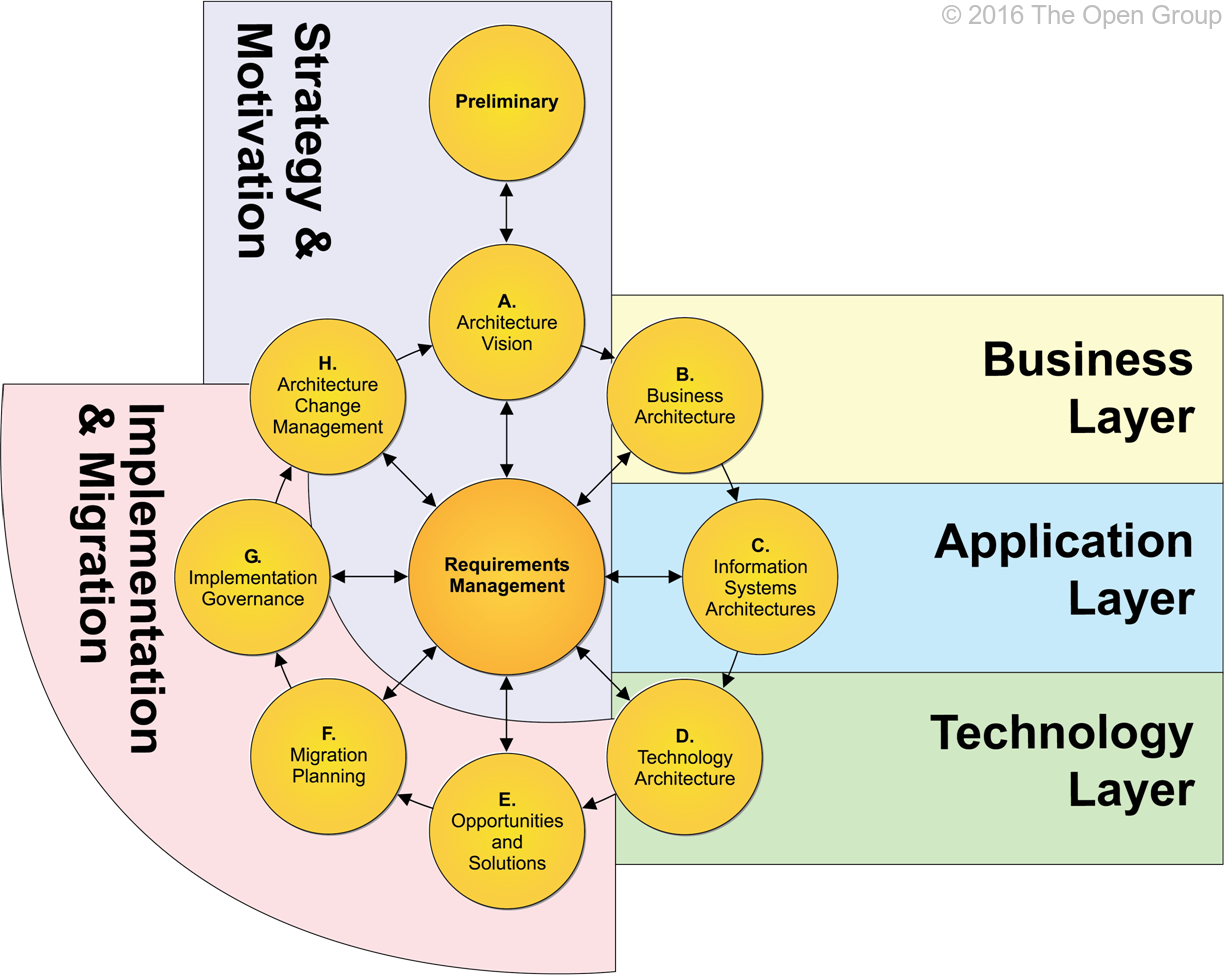 © 2016 The Open Group
Strategy &
Motivation
Preliminary
A.
Architecture
Vision
H.
Architecture
Change
Management
B.
Business
Architecture
Business
Layer
Implementation
& Migration
G.
Implementation
Governance
Requirements
Management
C.
Information
Systems
Architectures
Application
Layer
F.
Migration
Planning
E.
Opportunities
and
Solutions
D.
Technology
Architecture
Technology
Layer